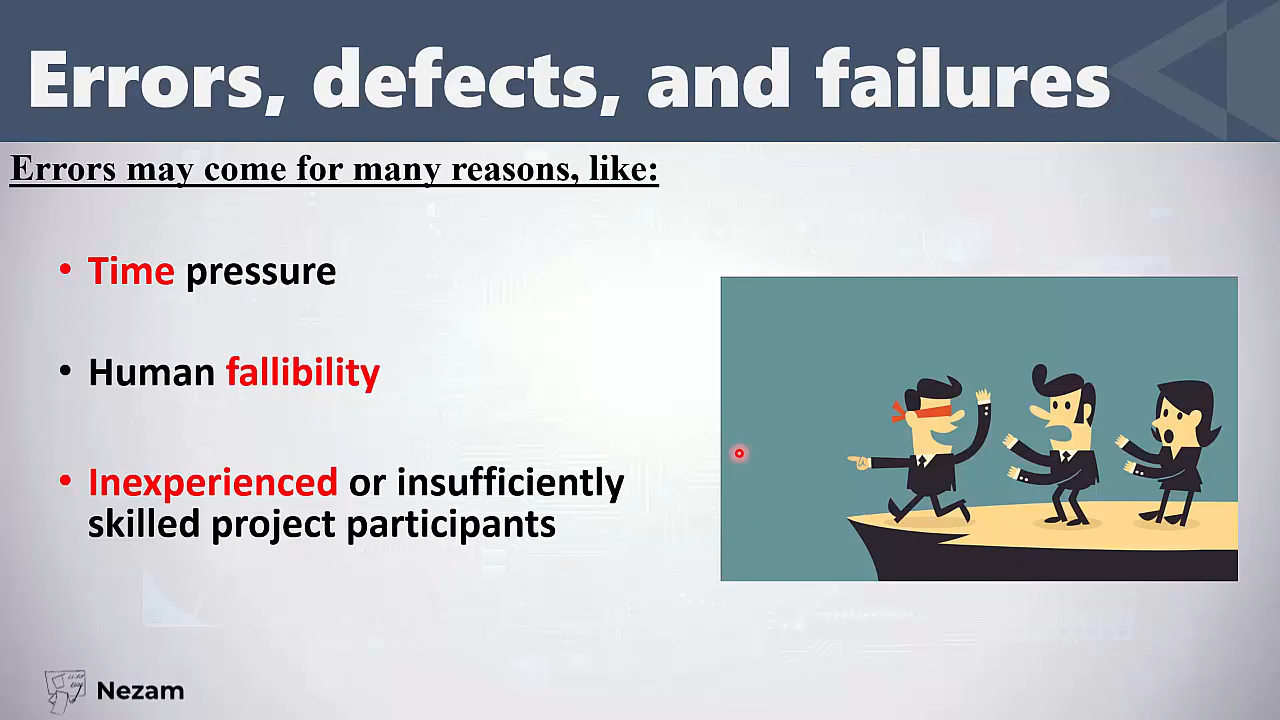 Errors, defects, and failures
Errors may come for many reasons, like:
• Time pressure
• Human fallibility
• Inexperienced or insufficiently
skilled project participants
Nezam